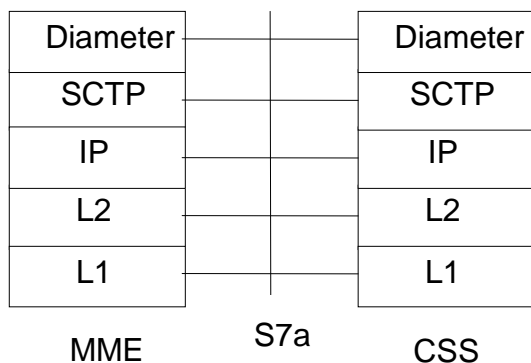 Diameter Diameter
SCTP SCTP
IP IP
L2 L2
L1 L1
MME S7a CSS